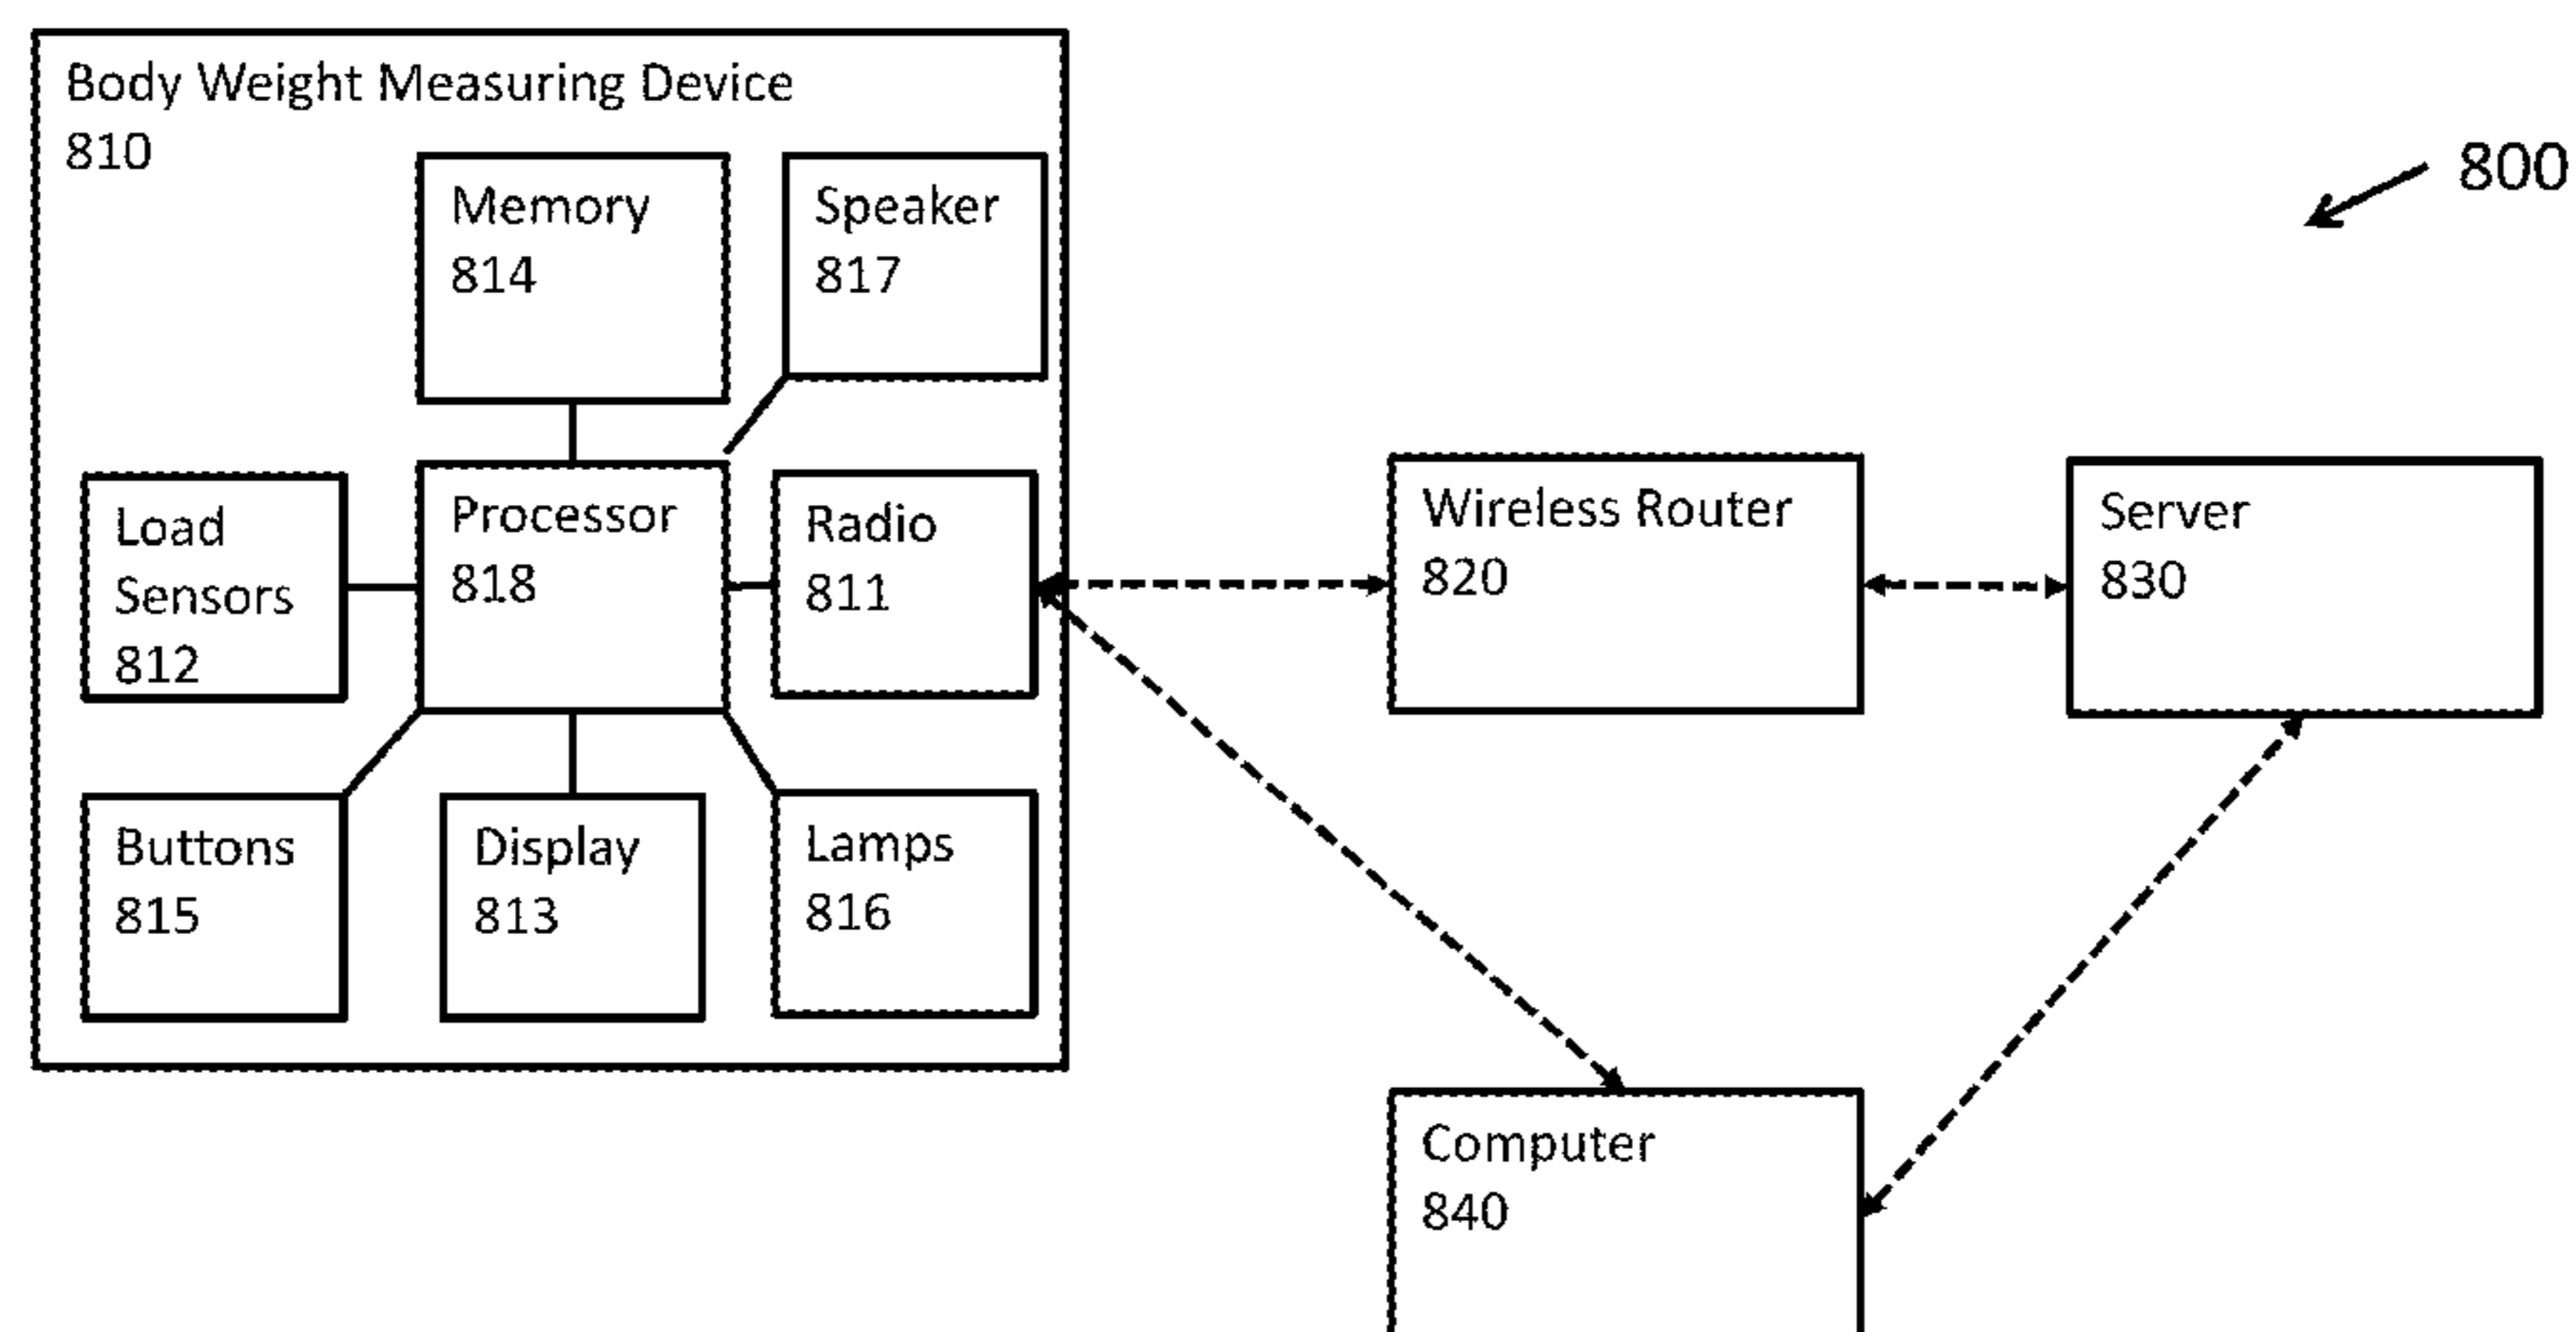 Body Weight Measuring Device
810
Memory
814
Speaker
817
800
Load
Sensors
812
Processor
818
Radio
811
Wireless Router
820
Server
830
Buttons
815
Display
813
Lamps
816
Computer
840